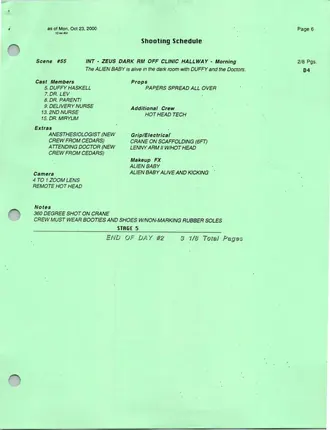 as of Mon, Oct 23, 2000
Page 6
Shooting Schedule
Scene #55 INT - ZEUS DARK RM OFF CLINIC HALLWAY - Morning 2/8 Pgs.
The ALIEN BABY is alive in the dark room with DUFFY and the Doctors. D4
Cast Members
5. DUFFY HASKELL
7. DR. LEV
8. DR. PARENTI
9. DELIVERY NURSE
13. 2ND NURSE
15. DR. MIRYUM
Props
PAPERS SPREAD ALL OVER
Additional Crew
HOT HEAD TECH
Extras
ANESTHESIOLOGIST (NEW
CREW FROM CEDARS)
ATTENDING DOCTOR (NEW
CREW FROM CEDARS)
Grip/Electrical
CRANE ON SCAFFOLDING (6FT)
LENNY ARM II W/HOT HEAD
Makeup FX
ALIEN BABY
ALIEN BABY ALIVE AND KICKING
Camera
4 TO 1 ZOOM LENS
REMOTE HOT HEAD
Notes
360 DEGREE SHOT ON CRANE
CREW MUST WEAR BOOTIES AND SHOES W/NON-MARKING RUBBER SOLES
STAGE 5
END OF DAY #2 3 1/8 Total Pages